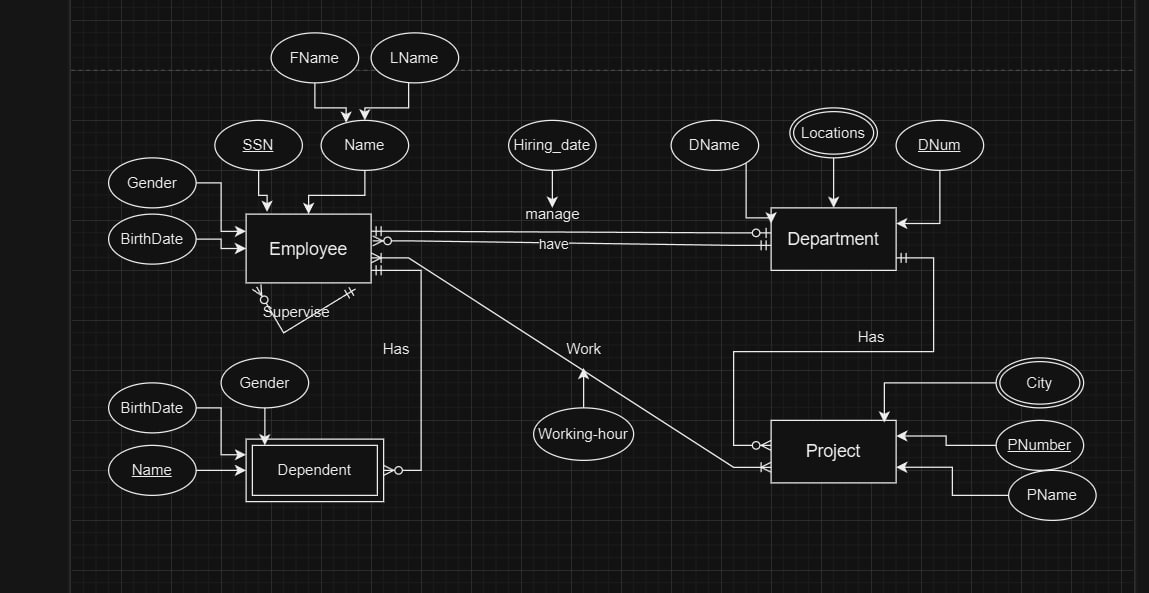 FName
LName
SSN
Name
Hiring_date
DName
Locations
DNum
Gender
BirthDate
manage
Employee
have
Department
Supervise
Has
Work
Has
Gender
City
BirthDate
Working-hour
PNumber
Project
Name
Dependent
PName